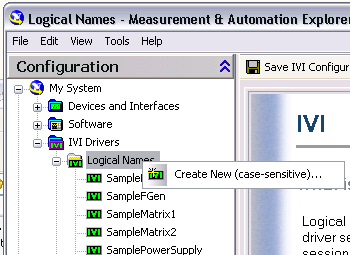 Logical Names - Measurement & Automation Explorer
File Edit View Tools Help
Configuration
Save IVI Configur
My System
Devices and Interfaces
Software
IVI Drivers
Logical Names
Create New (case-sensitive)...
SampleFGen
SampleMatrix1
SampleMatrix2
SamplePowerSupply
IVI
Logical
driver se
session